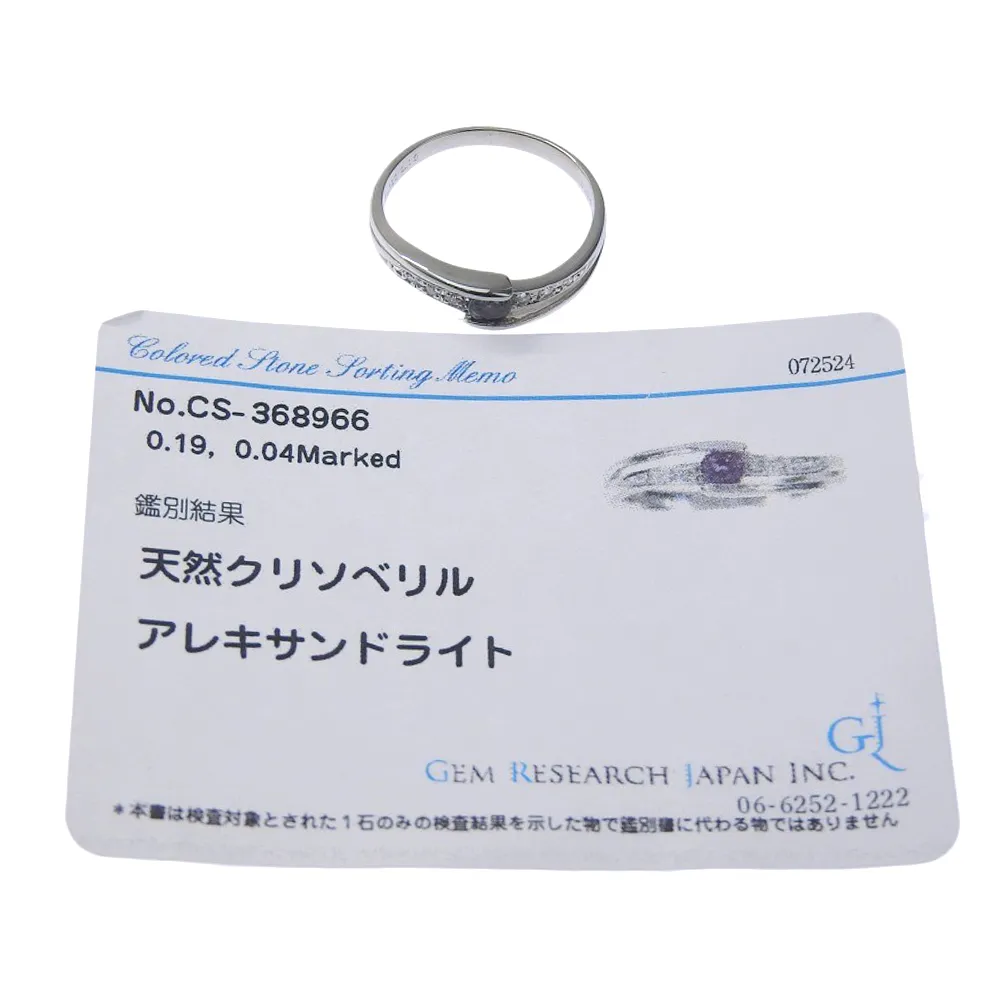 Colored Stone Sorting Memo
072524
No.CS-368966
0.19, 0.04Marked
鑑別結果
天然クリソベリル
アレキサンドライト
GJ
GEM RESEARCH JAPAN INC.
06-6252-1222
*本書は検査対象とされた1石のみの検査結果を示した物で鑑別書に代わる物ではありません